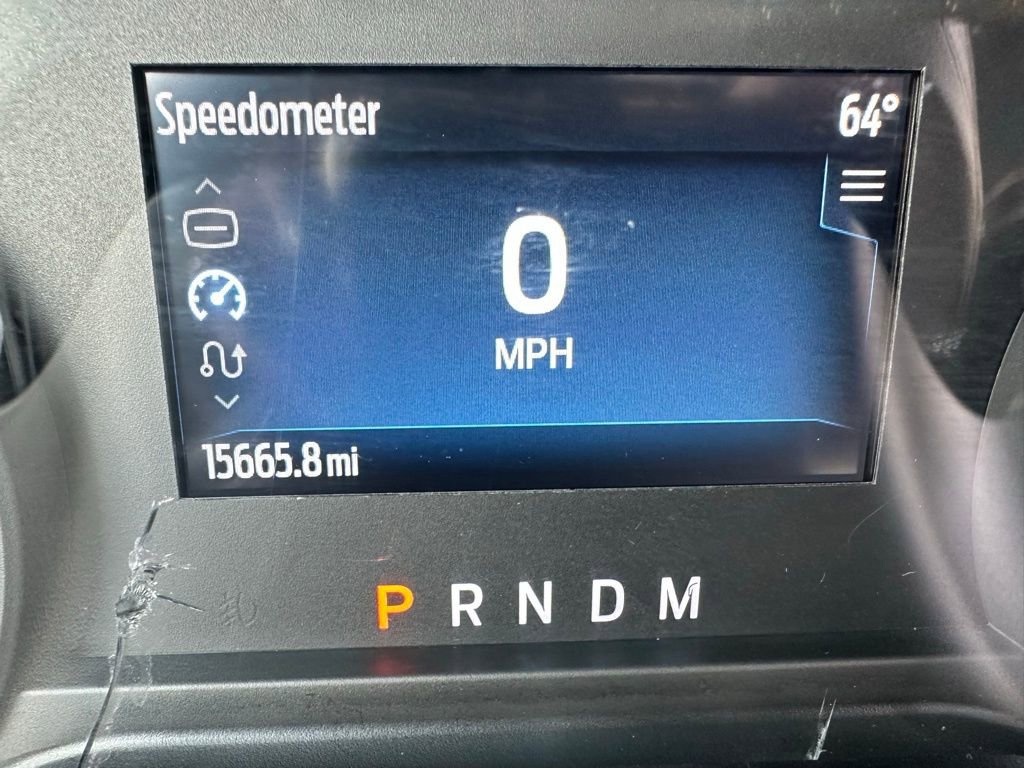 Speedometer 64°
0
MPH
15665.8 mi
P R N D M